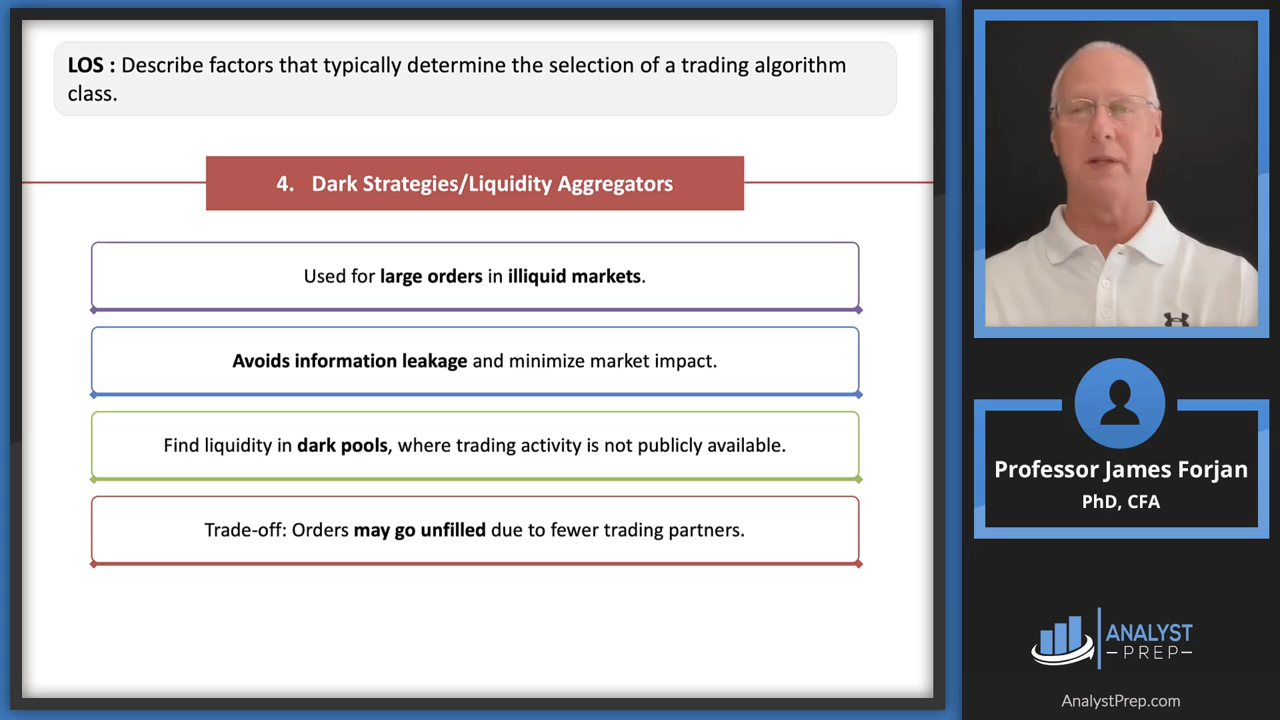 LOS : Describe factors that typically determine the selection of a trading algorithm
class.
4. Dark Strategies/Liquidity Aggregators
Used for large orders in illiquid markets.
Avoids information leakage and minimize market impact.
Find liquidity in dark pools, where trading activity is not publicly available.
Trade-off: Orders may go unfilled due to fewer trading partners.
Professor James Forjan
PhD, CFA
ANALYST
PREP
AnalystPrep.com